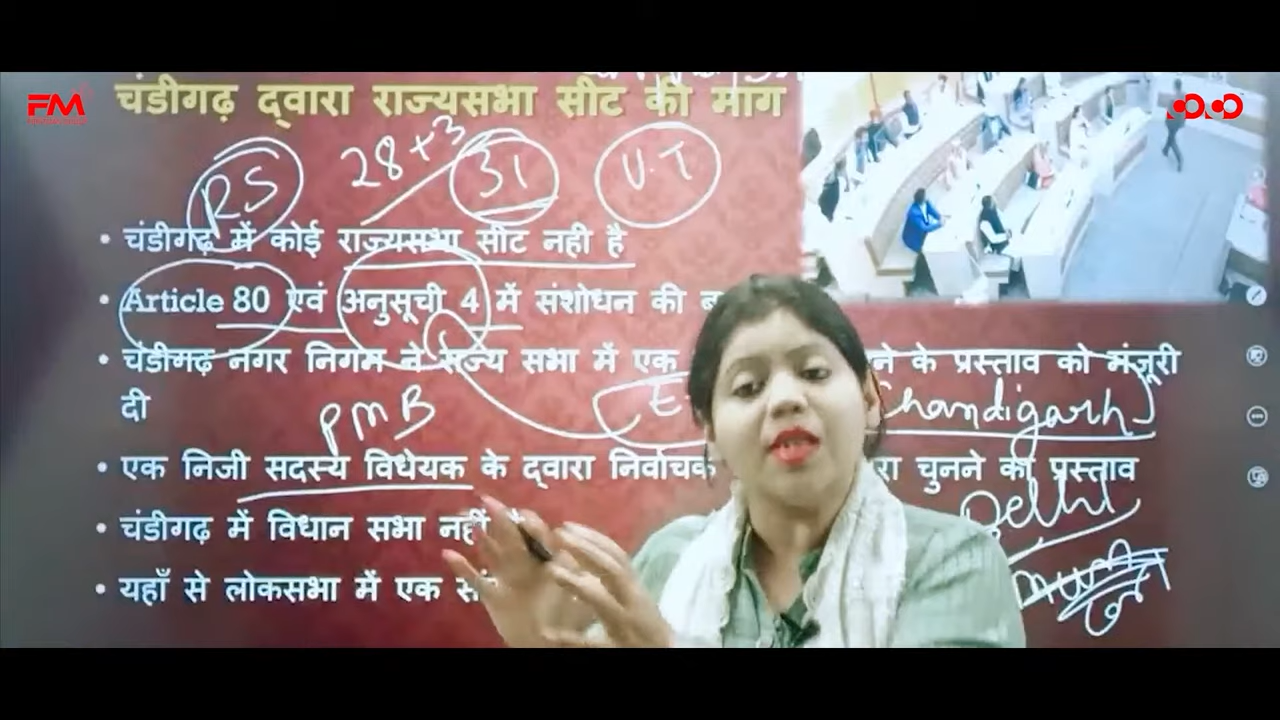 FM
चंडीगढ़ द्वारा राज्यसभा सीट की मांग
RS 28+3 31 U.T
चंडीगढ़ में कोई राज्यसभा सीट नही है
Article 80 एवं अनुसूची 4 में संशोधन की
चंडीगढ़ नगर निगम ने राज्य सभा में एक ने के प्रस्ताव को मंजूरी
दी
PMB Chandigarh
एक निजी सदस्य विधेयक के द्वारा निर्वाचक चुनने का प्रस्ताव
Delhi
चंडीगढ़ में विधान सभा नहीं
यहाँ से लोकसभा में एक